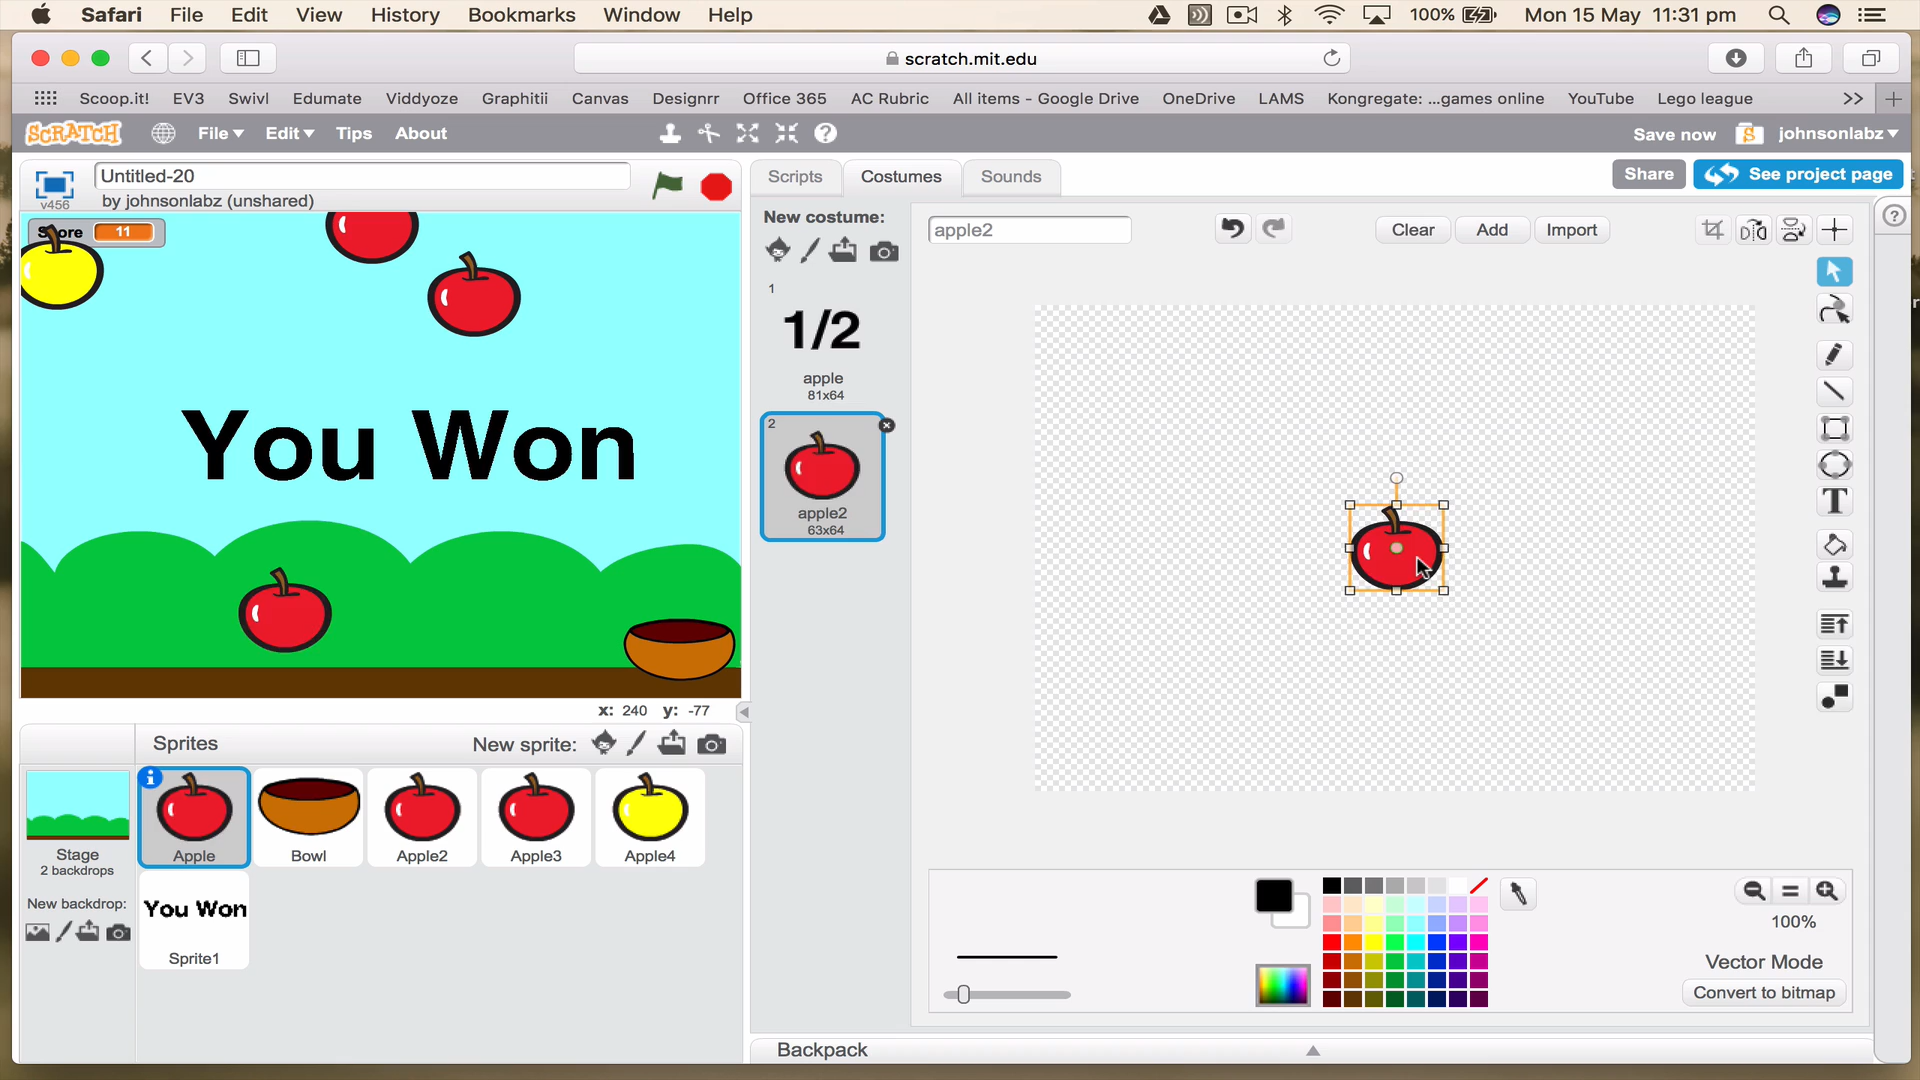 Safari File Edit View History Bookmarks Window Help 100% Mon 15 May 11:31 pm
scratch.mit.edu
Scoop.it! EV3 Swivl Edumate Viddyoze Graphitii Canvas Designrr Office 365 AC Rubric All items - Google Drive OneDrive LAMS Kongregate: ...games online YouTube Lego league
SCRATCH File Edit Tips About Save now johnsonlabz
Untitled-20
v456
by johnsonlabz (unshared)
Scripts Costumes Sounds Share See project page
New costume:
apple2 Clear Add Import
Score 11
1
1/2
apple
81x64
2
apple2
63x64
You Won
x: 240 y: -77
Sprites New sprite:
Stage
2 backdrops
New backdrop:
Apple Bowl Apple2 Apple3 Apple4
You Won
Sprite1
T
100%
Vector Mode
Convert to bitmap
Backpack